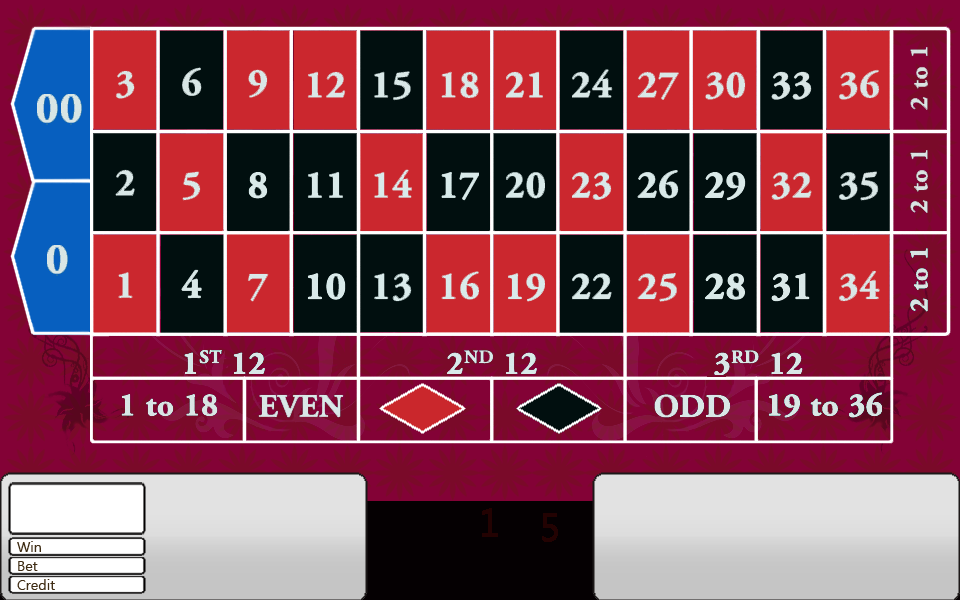 00 3 6 9 12 15 18 21 24 27 30 33 36 2 to 1
2 5 8 11 14 17 20 23 26 29 32 35 2 to 1
0 1 4 7 10 13 16 19 22 25 28 31 34 2 to 1
1ST 12 2ND 12 3RD 12
1 to 18 EVEN ODD 19 to 36
1 5
Win
Bet
Credit